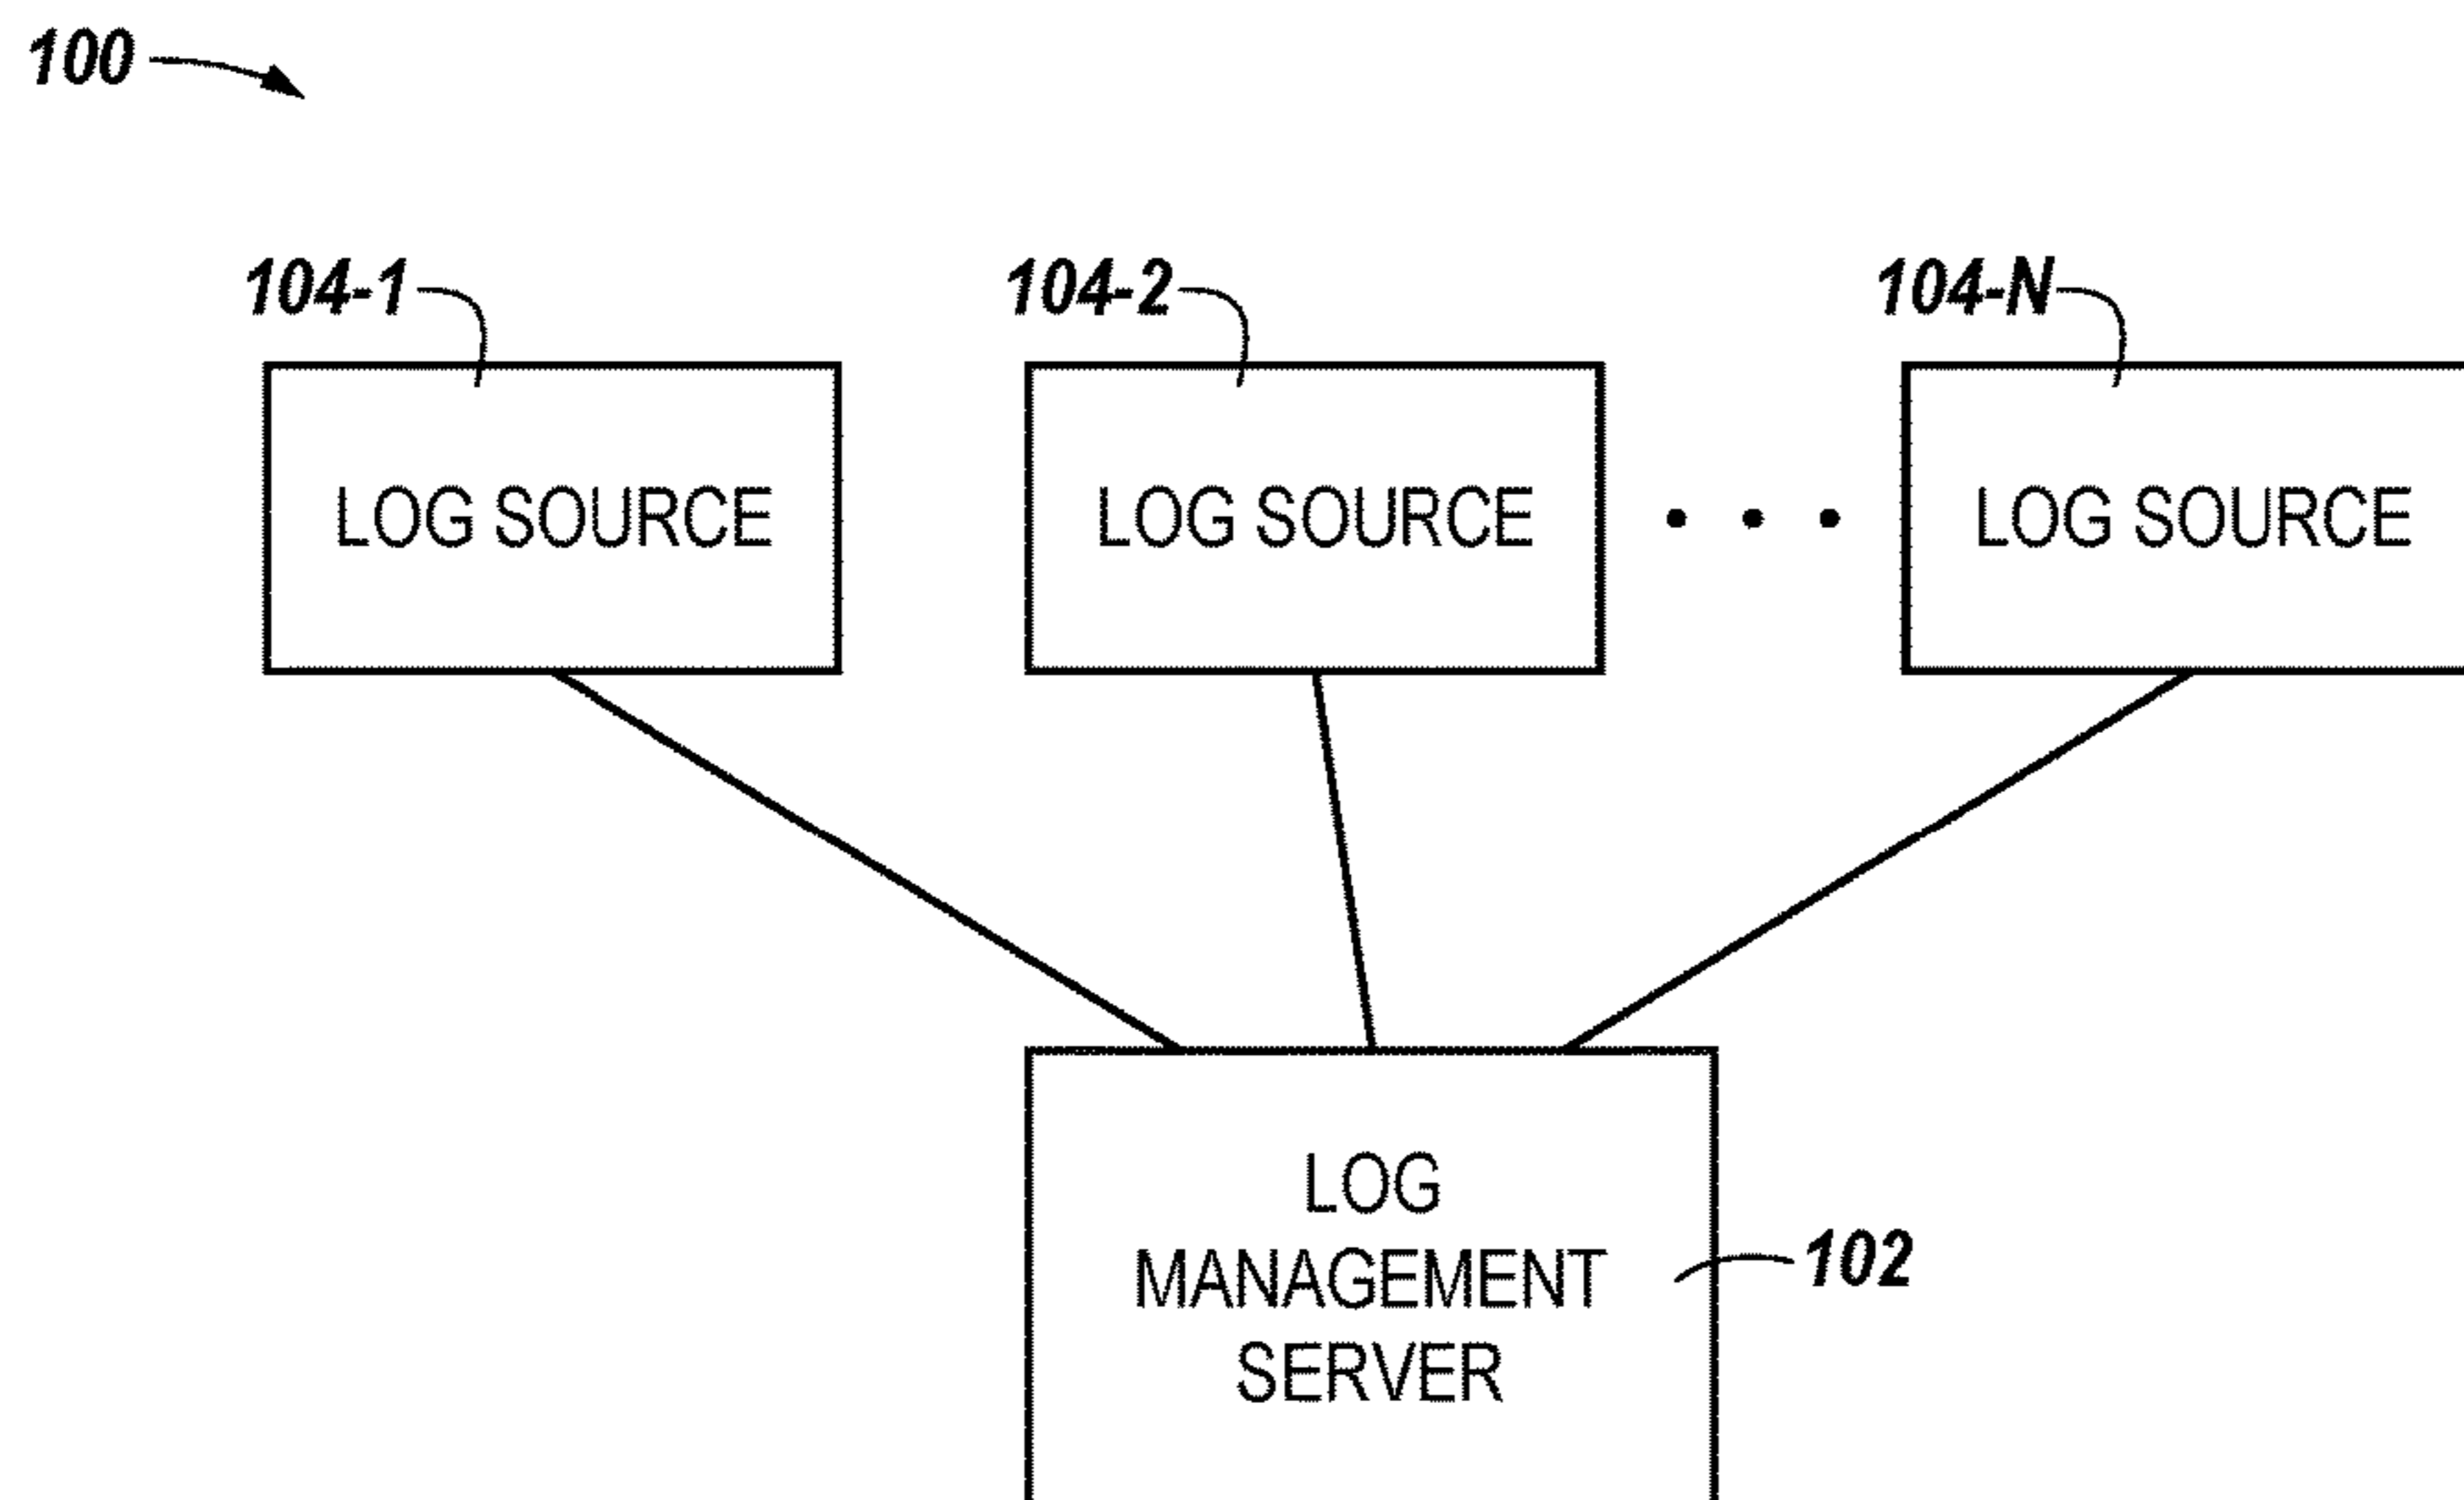 100
104-1
104-2
104-N
LOG SOURCE
LOG SOURCE
LOG SOURCE
LOG
MANAGEMENT
SERVER
102